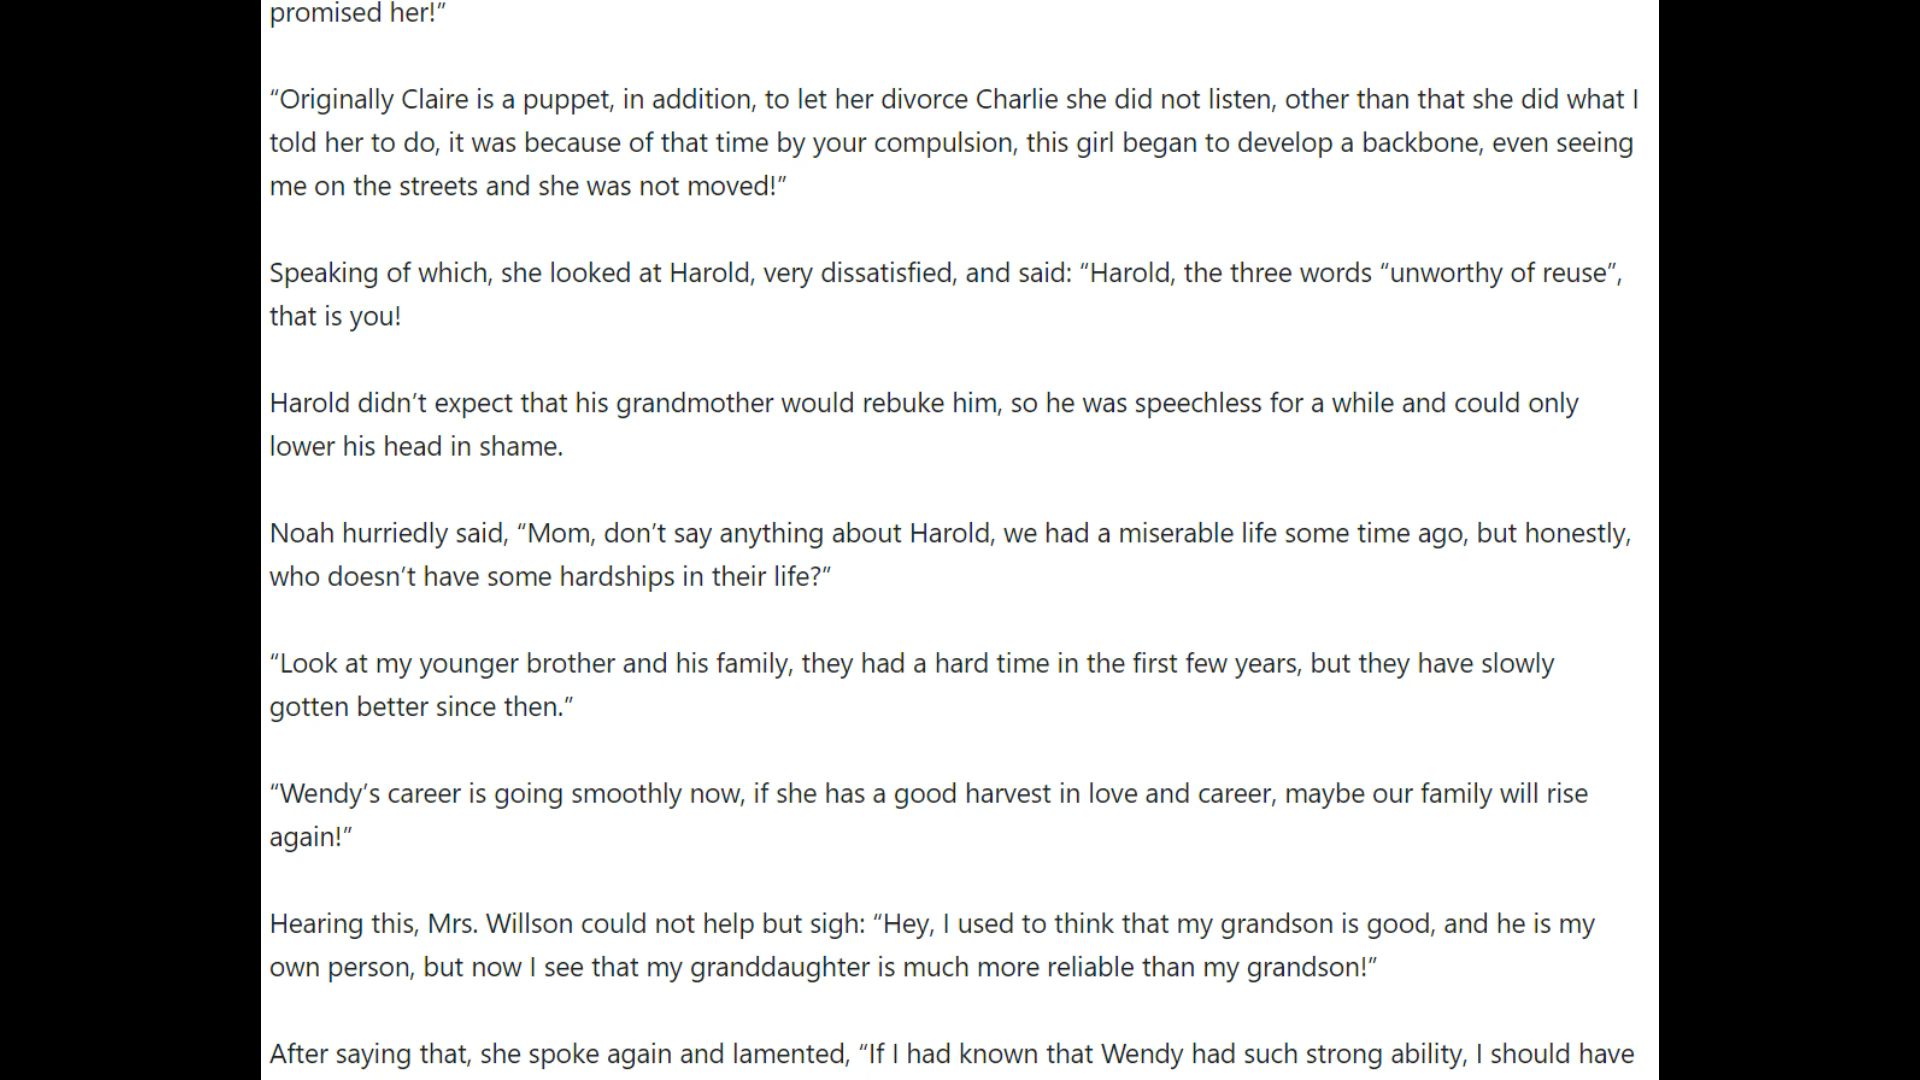 promised her!”
“Originally Claire is a puppet, in addition, to let her divorce Charlie she did not listen, other than that she did what I
told her to do, it was because of that time by your compulsion, this girl began to develop a backbone, even seeing
me on the streets and she was not moved!”
Speaking of which, she looked at Harold, very dissatisfied, and said: “Harold, the three words “unworthy of reuse”,
that is you!
Harold didn’t expect that his grandmother would rebuke him, so he was speechless for a while and could only
lower his head in shame.
Noah hurriedly said, “Mom, don’t say anything about Harold, we had a miserable life some time ago, but honestly,
who doesn’t have some hardships in their life?”
“Look at my younger brother and his family, they had a hard time in the first few years, but they have slowly
gotten better since then.”
“Wendy’s career is going smoothly now, if she has a good harvest in love and career, maybe our family will rise
again!”
Hearing this, Mrs. Willson could not help but sigh: “Hey, I used to think that my grandson is good, and he is my
own person, but now I see that my granddaughter is much more reliable than my grandson!”
After saying that, she spoke again and lamented, “If I had known that Wendy had such strong ability, I should have